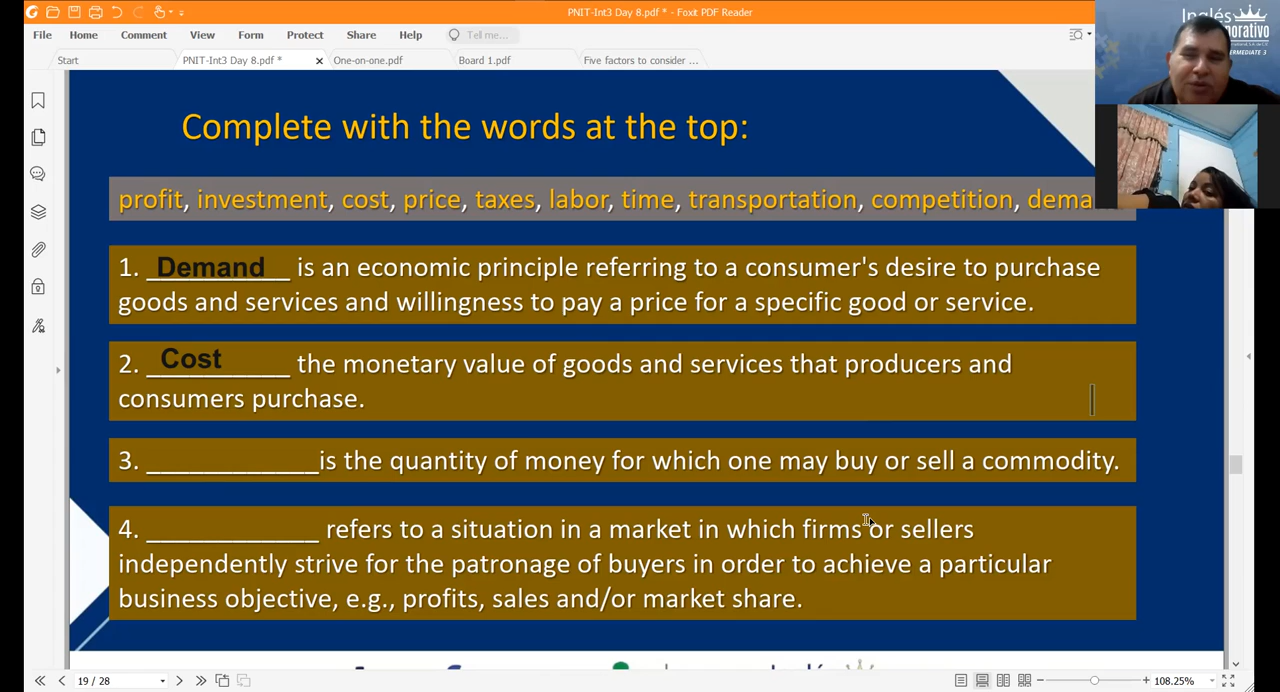 PNIT-Int3 Day 8.pdf * - Foxit PDF Reader
File Home Comment View Form Protect Share Help Tell me...
Start PNIT-Int3 Day 8.pdf * One-on-one.pdf Board 1.pdf Five factors to consider ...
Inglés
INTERMEDIATE 3
Complete with the words at the top:
profit, investment, cost, price, taxes, labor, time, transportation, competition,
1. Demand is an economic principle referring to a consumer's desire to purchase
goods and services and willingness to pay a price for a specific good or service.
2. Cost the monetary value of goods and services that producers and
consumers purchase.
3. _____________is the quantity of money for which one may buy or sell a commodity.
4. _____________ refers to a situation in a market in which firms or sellers
independently strive for the patronage of buyers in order to achieve a particular
business objective, e.g., profits, sales and/or market share.
19 / 28
108.25%